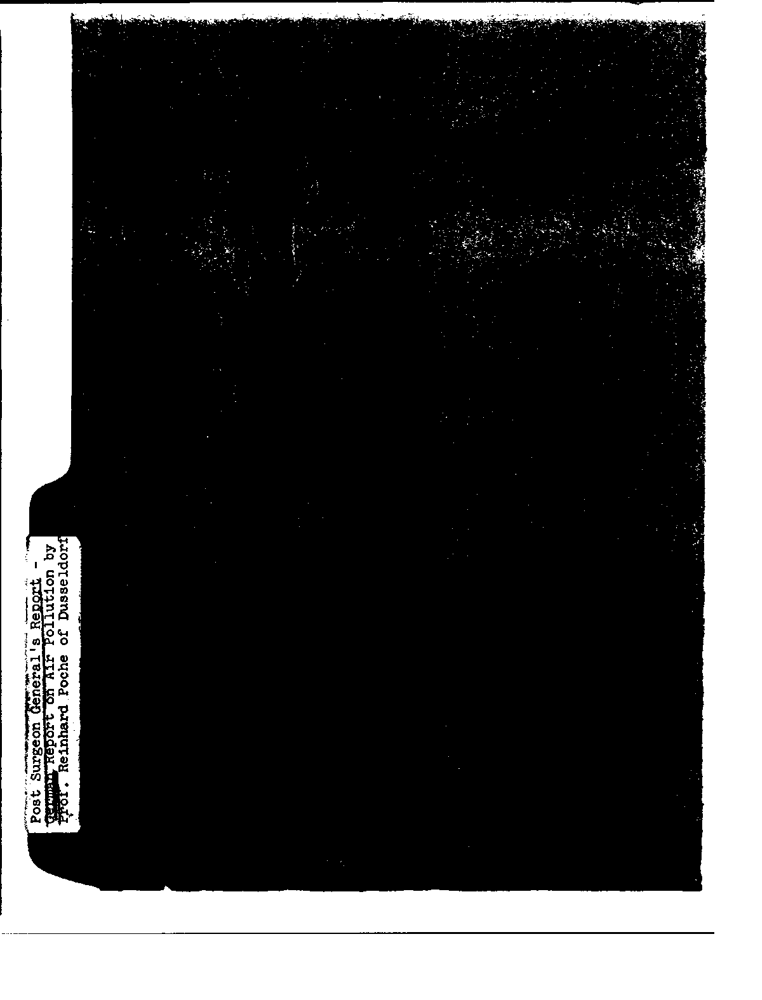 Post Surgeon General's Report -
German Report on Air Pollution by
Prof. Reinhard Poche of Dusseldorf